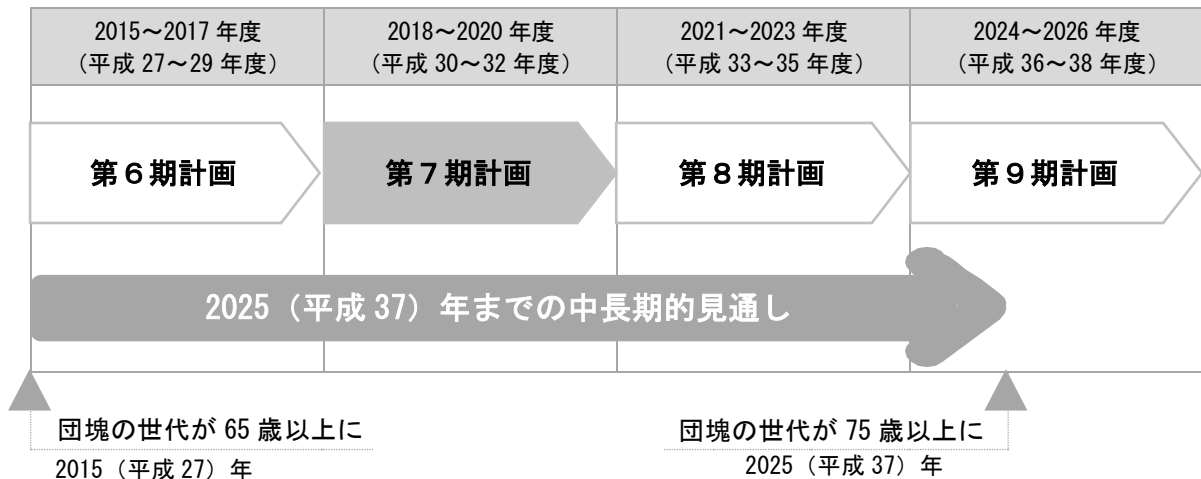 2015～2017 年度
（平成 27～29 年度）
2018～2020 年度
（平成 30～32 年度）
2021～2023 年度
（平成 33～35 年度）
2024～2026 年度
（平成 36～38 年度）
第６期計画
第７期計画
第８期計画
第９期計画
2025（平成 37）年までの中長期的見通し
団塊の世代が 65 歳以上に
2015（平成 27）年
団塊の世代が 75 歳以上に
2025（平成 37）年